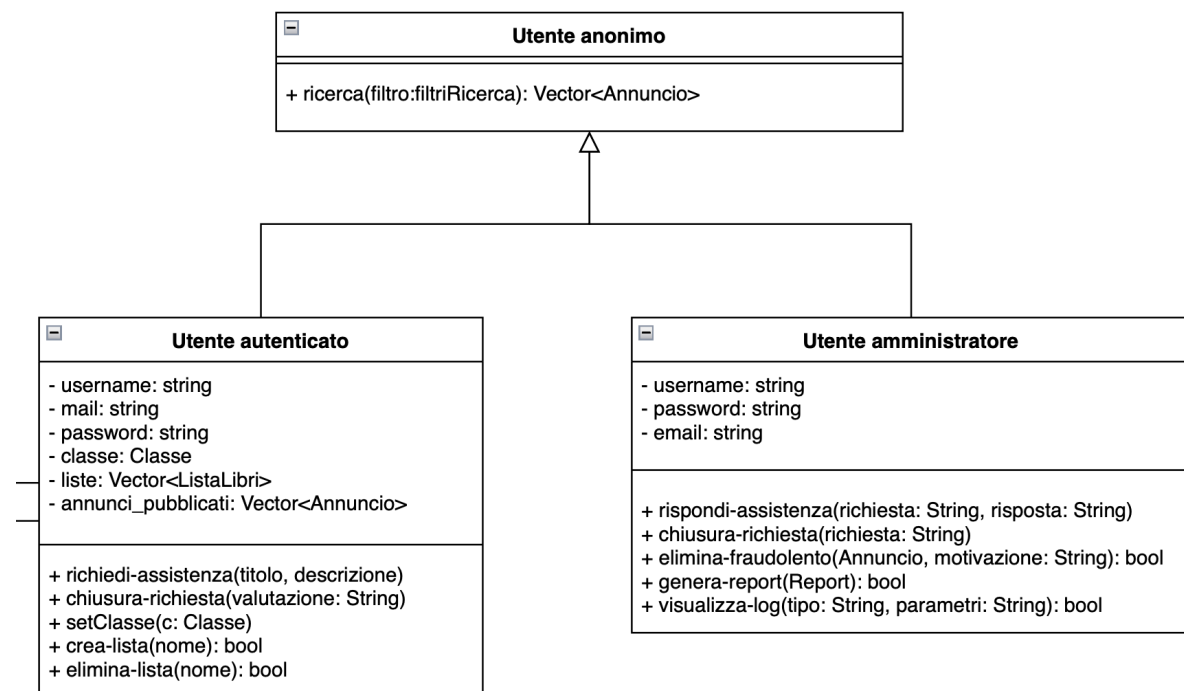 Utente anonimo
+ ricerca(filtro:filtriRicerca): Vector<Annuncio>
Utente autenticato
- username: string
- mail: string
- password: string
- classe: Classe
- liste: Vector<ListaLibri>
- annunci_pubblicati: Vector<Annuncio>
+ richiedi-assistenza(titolo, descrizione)
+ chiusura-richiesta(valutazione: String)
+ setClasse(c: Classe)
+ crea-lista(nome): bool
+ elimina-lista(nome): bool
Utente amministratore
- username: string
- password: string
- email: string
+ rispondi-assistenza(richiesta: String, risposta: String)
+ chiusura-richiesta(richiesta: String)
+ elimina-fraudolento(Annuncio, motivazione: String): bool
+ genera-report(Report): bool
+ visualizza-log(tipo: String, parametri: String): bool